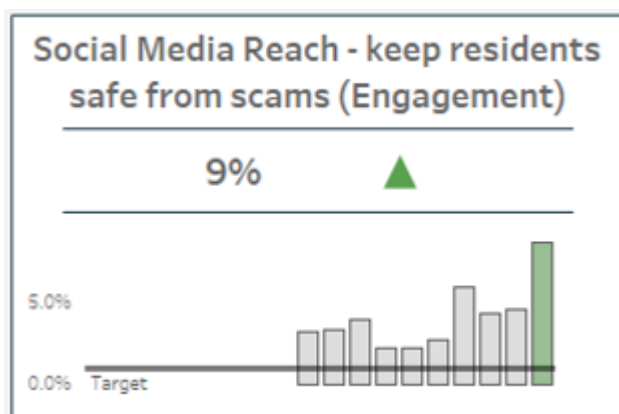 Social Media Reach - keep residents
safe from scams (Engagement)
9%
5.0%
0.0% Target